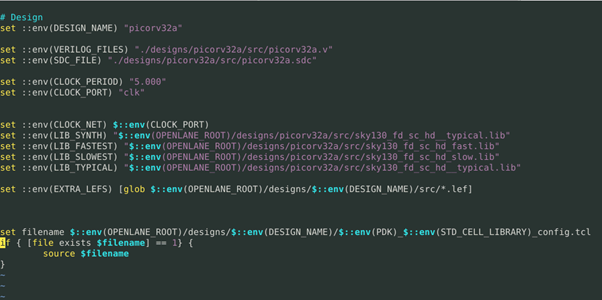 # Design
set ::env(DESIGN_NAME) "picorv32a"
set ::env(VERILOG_FILES) "./designs/picorv32a/src/picorv32a.v"
set ::env(SDC_FILE) "./designs/picorv32a/src/picorv32a.sdc"
set ::env(CLOCK_PERIOD) "5.000"
set ::env(CLOCK_PORT) "clk"
set ::env(CLOCK_NET) $::env(CLOCK_PORT)
set ::env(LIB_SYNTH) "$::env(OPENLANE_ROOT)/designs/picorv32a/src/sky130_fd_sc_hd__typical.lib"
set ::env(LIB_FASTEST) "$::env(OPENLANE_ROOT)/designs/picorv32a/src/sky130_fd_sc_hd_fast.lib"
set ::env(LIB_SLOWEST) "$::env(OPENLANE_ROOT)/designs/picorv32a/src/sky130_fd_sc_hd_slow.lib"
set ::env(LIB_TYPICAL) "$::env(OPENLANE_ROOT)/designs/picorv32a/src/sky130_fd_sc_hd__typical.lib"
set ::env(EXTRA_LEFS) [glob $::env(OPENLANE_ROOT)/designs/$::env(DESIGN_NAME)/src/*.lef]
set filename $::env(OPENLANE_ROOT)/designs/$::env(DESIGN_NAME)/$::env(PDK)_$::env(STD_CELL_LIBRARY)_config.tcl
if { [file exists $filename] == 1} {
source $filename
}
~
~
~